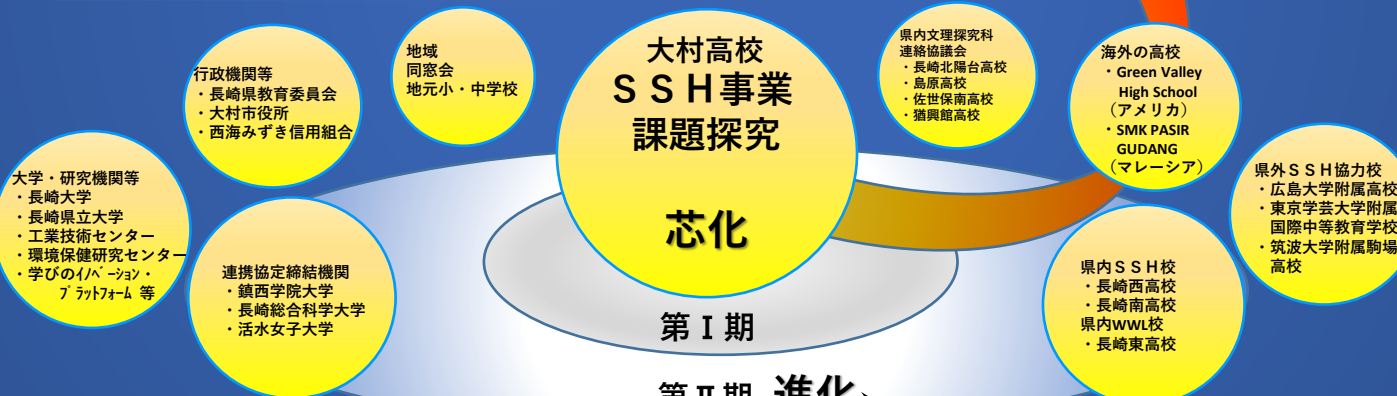 大学・研究機関等
・長崎大学
・長崎県立大学
・工業技術センター
・環境保健研究センター
・学びのｲﾉﾍﾞｰｼｮﾝ・
ﾌﾟﾗｯﾄﾌｫｰﾑ 等
行政機関等
・長崎県教育委員会
・大村市役所
・西海みずき信用組合
連携協定締結機関
・鎮西学院大学
・長崎総合科学大学
・活水女子大学
地域
同窓会
地元小・中学校
大村高校
ＳＳＨ事業
課題探究
芯化
第Ⅰ期
第Ⅱ期 進化
県内文理探究科
連絡協議会
・長崎北陽台高校
・島原高校
・佐世保南高校
・猶興館高校
海外の高校
・Green Valley
High School
（アメリカ）
・SMK PASIR
GUDANG
（マレーシア）
県内ＳＳＨ校
・長崎西高校
・長崎南高校
県内WWL校
・長崎東高校
県外ＳＳＨ協力校
・広島大学附属高校
・東京学芸大学附属
国際中等教育学校
・筑波大学附属駒場
高校